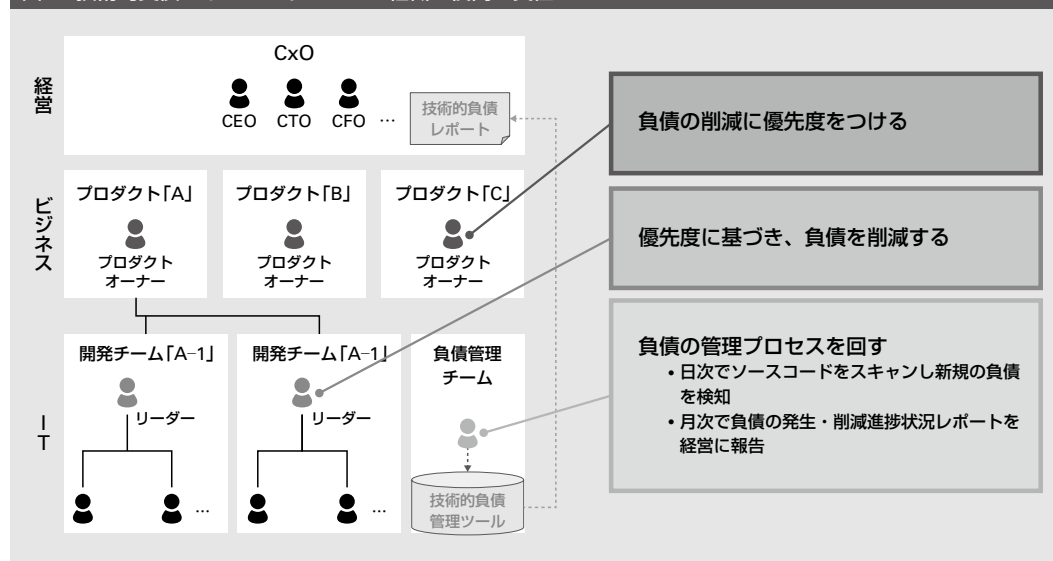 経営
CxO
CEO
CTO
CFO
…
技術的負債
レポート
負債の削減に優先度をつける
ビジネス
プロダクト「A」
プロダクト
オーナー
プロダクト「B」
プロダクト
オーナー
プロダクト「C」
プロダクト
オーナー
優先度に基づき、負債を削減する
IT
開発チーム「A−1」
リーダー
…
開発チーム「A−1」
リーダー
…
負債管理
チーム
技術的負債
管理ツール
負債の管理プロセスを回す
• 日次でソースコードをスキャンし新規の負債
を検知
• 月次で負債の発生・削減進捗状況レポートを
経営に報告